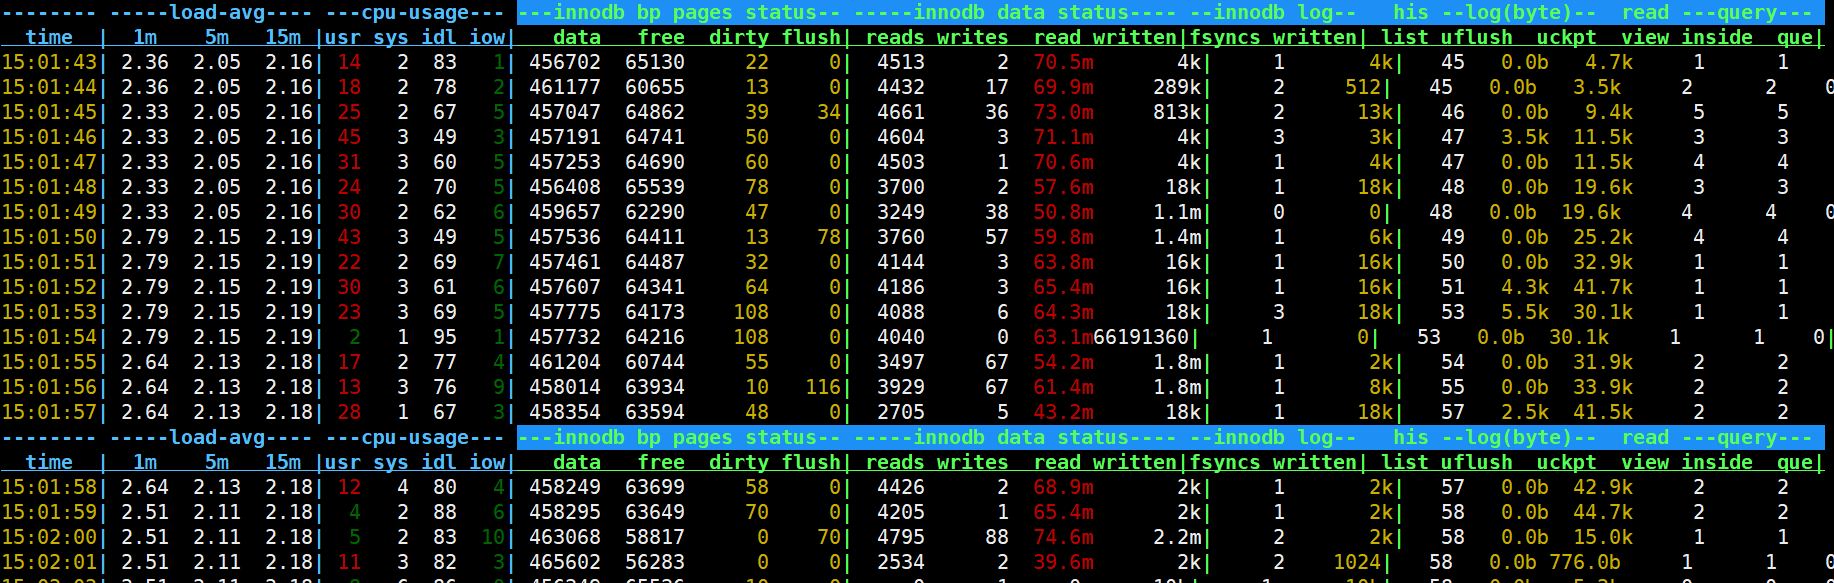 -------- -----load-avg---- ---cpu-usage--- ---innodb bp pages status-- -----innodb data status---- --innodb log-- his --log(byte)-- read ---query---
time | 1m 5m 15m |usr sys idl iow| data free dirty flush| reads writes read written|fsyncs written| list uflush uckpt view inside que|
15:01:43| 2.36 2.05 2.16| 14 2 83 1| 456702 65130 22 0| 4513 2 70.5m 4k| 1 4k| 45 0.0b 4.7k 1 1
15:01:44| 2.36 2.05 2.16| 18 2 78 2| 461177 60655 13 0| 4432 17 69.9m 289k| 2 512| 45 0.0b 3.5k 2 2 0
15:01:45| 2.33 2.05 2.16| 25 2 67 5| 457047 64862 39 34| 4661 36 73.0m 813k| 2 13k| 46 0.0b 9.4k 5 5
15:01:46| 2.33 2.05 2.16| 45 3 49 3| 457191 64741 50 0| 4604 3 71.1m 4k| 3 3k| 47 3.5k 11.5k 3 3
15:01:47| 2.33 2.05 2.16| 31 3 60 5| 457253 64690 60 0| 4503 1 70.6m 4k| 1 4k| 47 0.0b 11.5k 4 4
15:01:48| 2.33 2.05 2.16| 24 2 70 5| 456408 65539 78 0| 3700 2 57.6m 18k| 1 18k| 48 0.0b 19.6k 3 3
15:01:49| 2.33 2.05 2.16| 30 2 62 6| 459657 62290 47 0| 3249 38 50.8m 1.1m| 0 0| 48 0.0b 19.6k 4 4 0
15:01:50| 2.79 2.15 2.19| 43 3 49 5| 457536 64411 13 78| 3760 57 59.8m 1.4m| 1 6k| 49 0.0b 25.2k 4 4
15:01:51| 2.79 2.15 2.19| 22 2 69 7| 457461 64487 32 0| 4144 3 63.8m 16k| 1 16k| 50 0.0b 32.9k 1 1
15:01:52| 2.79 2.15 2.19| 30 3 61 6| 457607 64341 64 0| 4186 3 65.4m 16k| 1 16k| 51 4.3k 41.7k 1 1
15:01:53| 2.79 2.15 2.19| 23 3 69 5| 457775 64173 108 0| 4088 6 64.3m 18k| 3 18k| 53 5.5k 30.1k 1 1
15:01:54| 2.79 2.15 2.19| 2 1 95 1| 457732 64216 108 0| 4040 0 63.1m66191360| 1 0| 53 0.0b 30.1k 1 1 0|
15:01:55| 2.64 2.13 2.18| 17 2 77 4| 461204 60744 55 0| 3497 67 54.2m 1.8m| 1 2k| 54 0.0b 31.9k 2 2
15:01:56| 2.64 2.13 2.18| 13 3 76 9| 458014 63934 10 116| 3929 67 61.4m 1.8m| 1 8k| 55 0.0b 33.9k 2 2
15:01:57| 2.64 2.13 2.18| 28 1 67 3| 458354 63594 48 0| 2705 5 43.2m 18k| 1 18k| 57 2.5k 41.5k 2 2
-------- -----load-avg---- ---cpu-usage--- ---innodb bp pages status-- -----innodb data status---- --innodb log-- his --log(byte)-- read ---query---
time | 1m 5m 15m |usr sys idl iow| data free dirty flush| reads writes read written|fsyncs written| list uflush uckpt view inside que|
15:01:58| 2.64 2.13 2.18| 12 4 80 4| 458249 63699 58 0| 4426 2 68.9m 2k| 1 2k| 57 0.0b 42.9k 2 2
15:01:59| 2.51 2.11 2.18| 4 2 88 6| 458295 63649 70 0| 4205 1 65.4m 2k| 1 2k| 58 0.0b 44.7k 2 2
15:02:00| 2.51 2.11 2.18| 5 2 83 10| 463068 58817 0 70| 4795 88 74.6m 2.2m| 2 2k| 58 0.0b 15.0k 1 1
15:02:01| 2.51 2.11 2.18| 11 3 82 3| 465602 56283 0 0| 2534 2 39.6m 2k| 2 1024| 58 0.0b 776.0b 1 1 0